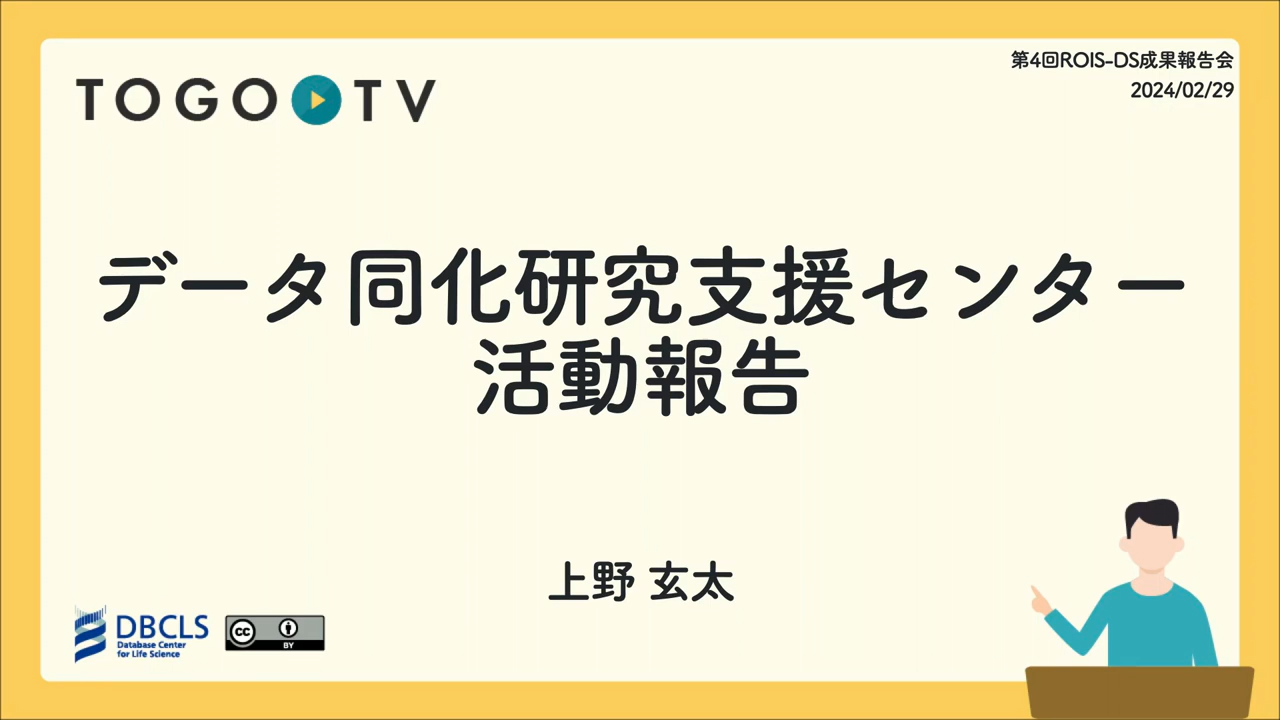 第4回ROIS-DS成果報告会
2024/02/29
TOGO TV
データ同化研究支援センター
活動報告
上野 玄太
DBCLS
Database Center
for Life Science
cc
BY